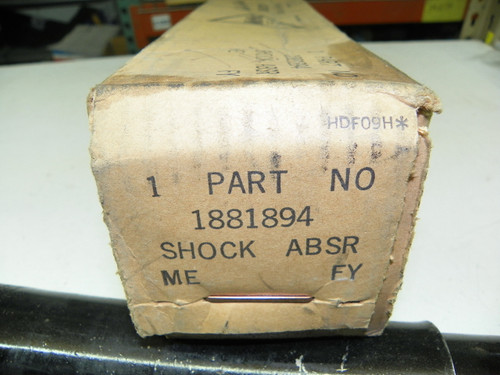 HDF09H*
1 PART NO
1881894
SHOCK ABSR
ME FY